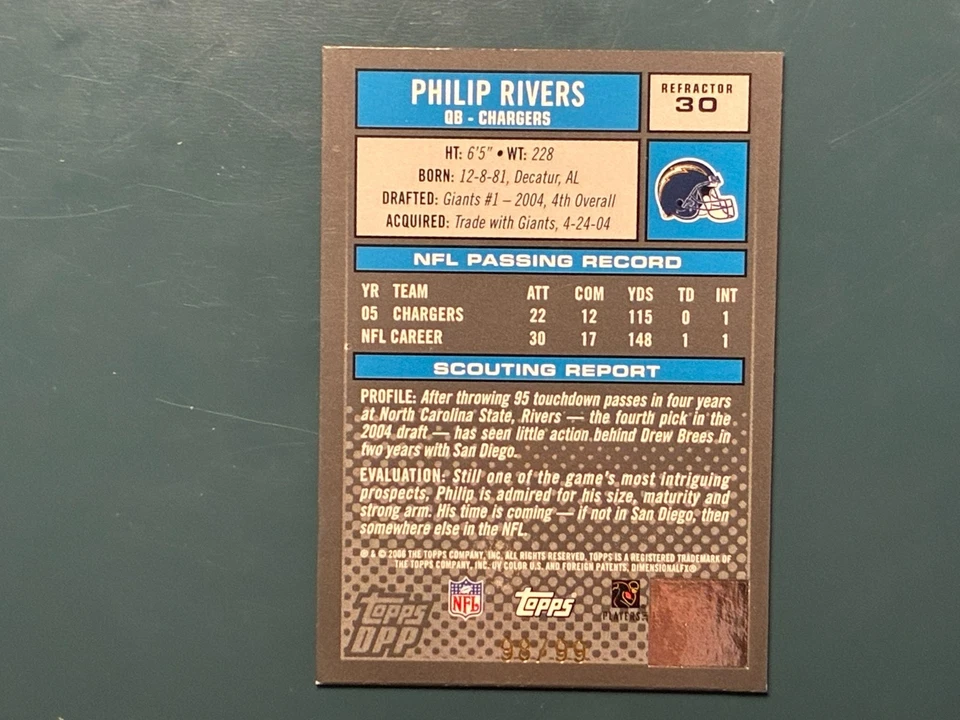 PHILIP RIVERS
QB - CHARGERS
REFRACTOR
30
HT: 6'5" • WT: 228
BORN: 12-8-81, Decatur, AL
DRAFTED: Giants #1 – 2004, 4th Overall
ACQUIRED: Trade with Giants, 4-24-04
NFL PASSING RECORD
YR TEAM ATT COM YDS TD INT
05 CHARGERS 22 12 115 0 1
NFL CAREER 30 17 148 1 1
SCOUTING REPORT
PROFILE: After throwing 95 touchdown passes in four years
at North Carolina State, Rivers — the fourth pick in the
2004 draft — has seen little action behind Drew Brees in
two years with San Diego.
EVALUATION: Still one of the game's most intriguing
prospects, Philip is admired for his size, maturity and
strong arm. His time is coming — if not in San Diego, then
somewhere else in the NFL.
® & © 2006 THE TOPPS COMPANY, INC. ALL RIGHTS RESERVED. TOPPS IS A REGISTERED TRADEMARK OF
THE TOPPS COMPANY, INC. UV COLOR U.S. AND FOREIGN PATENTS. DIMENSIONALFX®
NFL
Topps
PLAYERS
Topps
DPP
98/99